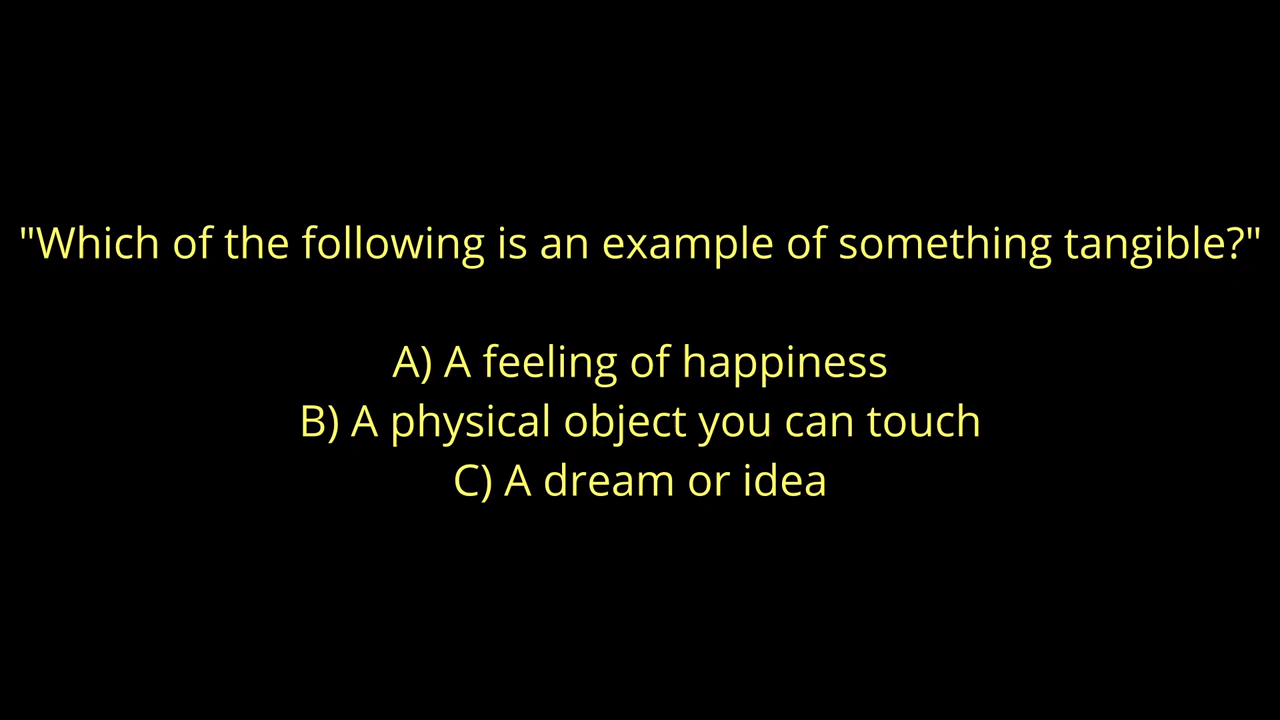 "Which of the following is an example of something tangible?"
A) A feeling of happiness
B) A physical object you can touch
C) A dream or idea